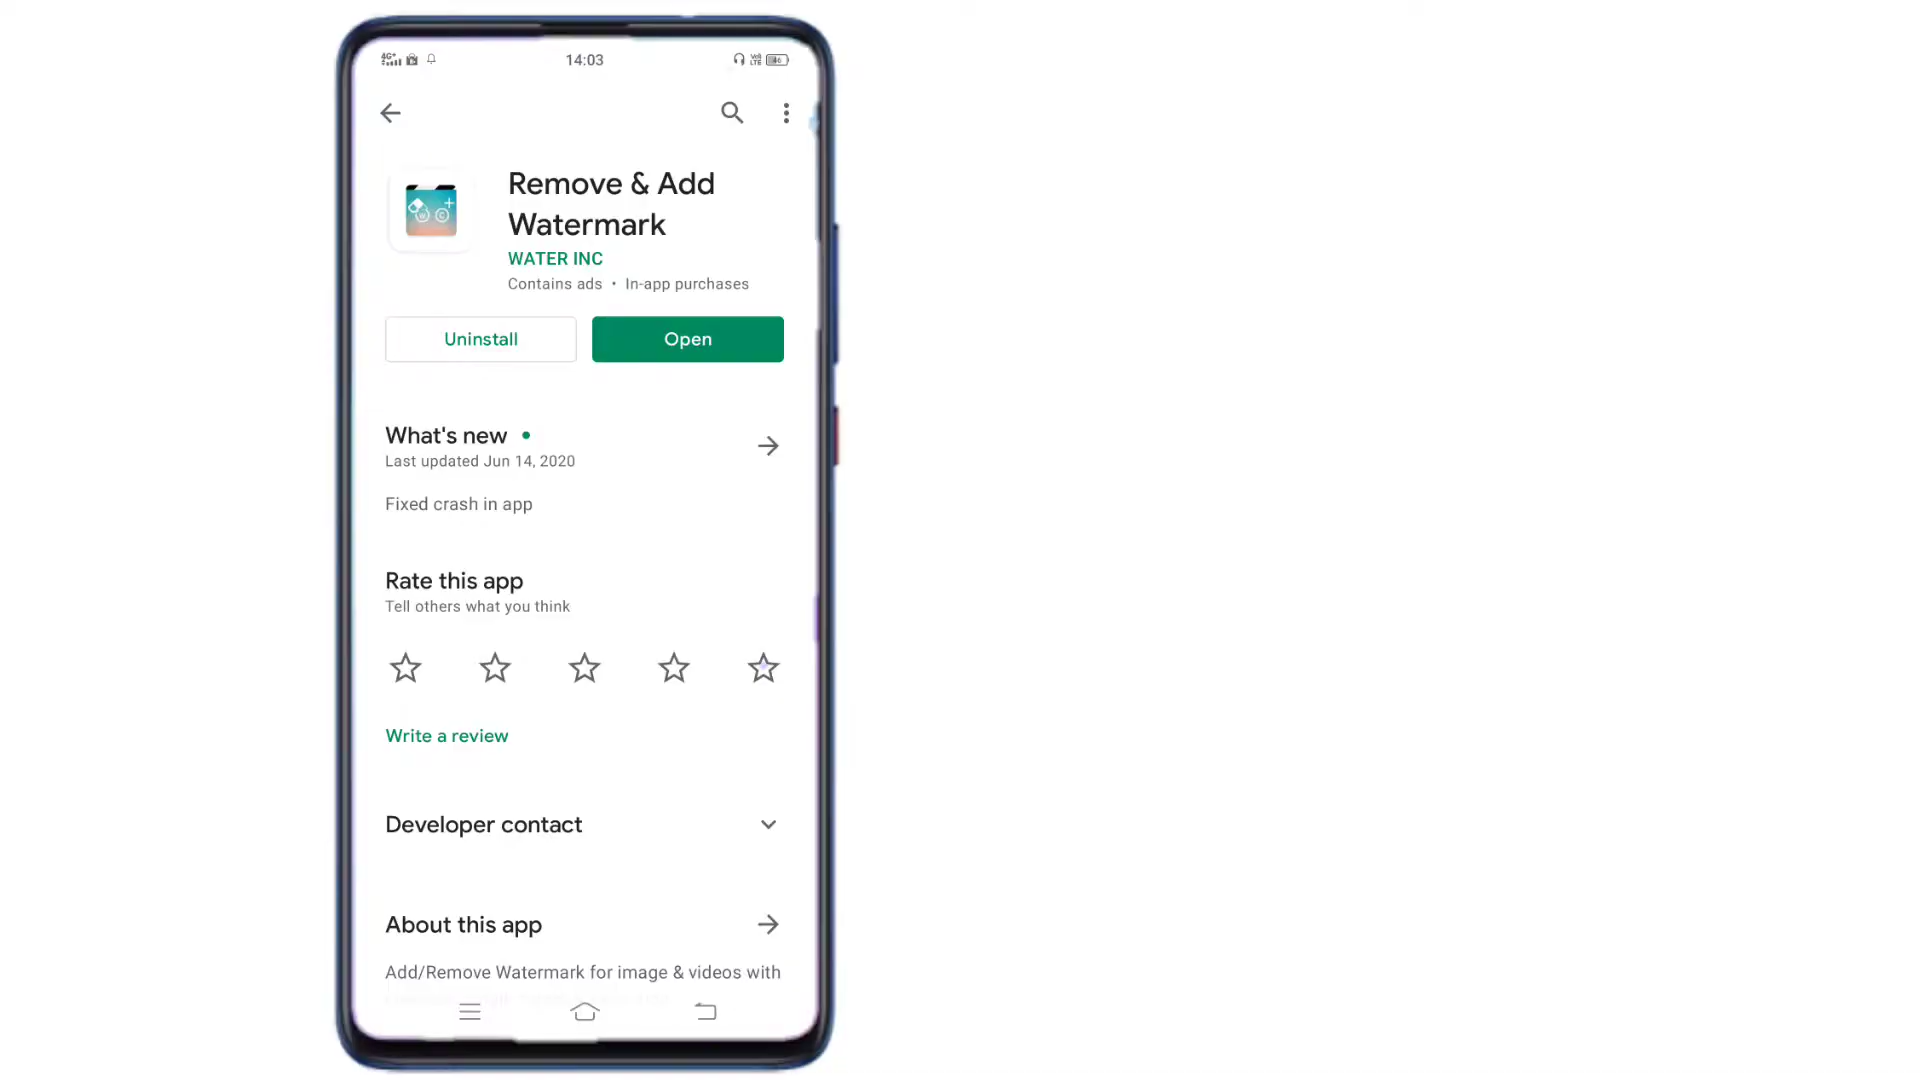 14:03
Remove & Add
Watermark
WATER INC
Contains ads • In-app purchases
Uninstall
Open
What's new
Last updated Jun 14, 2020
Fixed crash in app
Rate this app
Tell others what you think
Write a review
Developer contact
About this app
Add/Remove Watermark for image & videos with